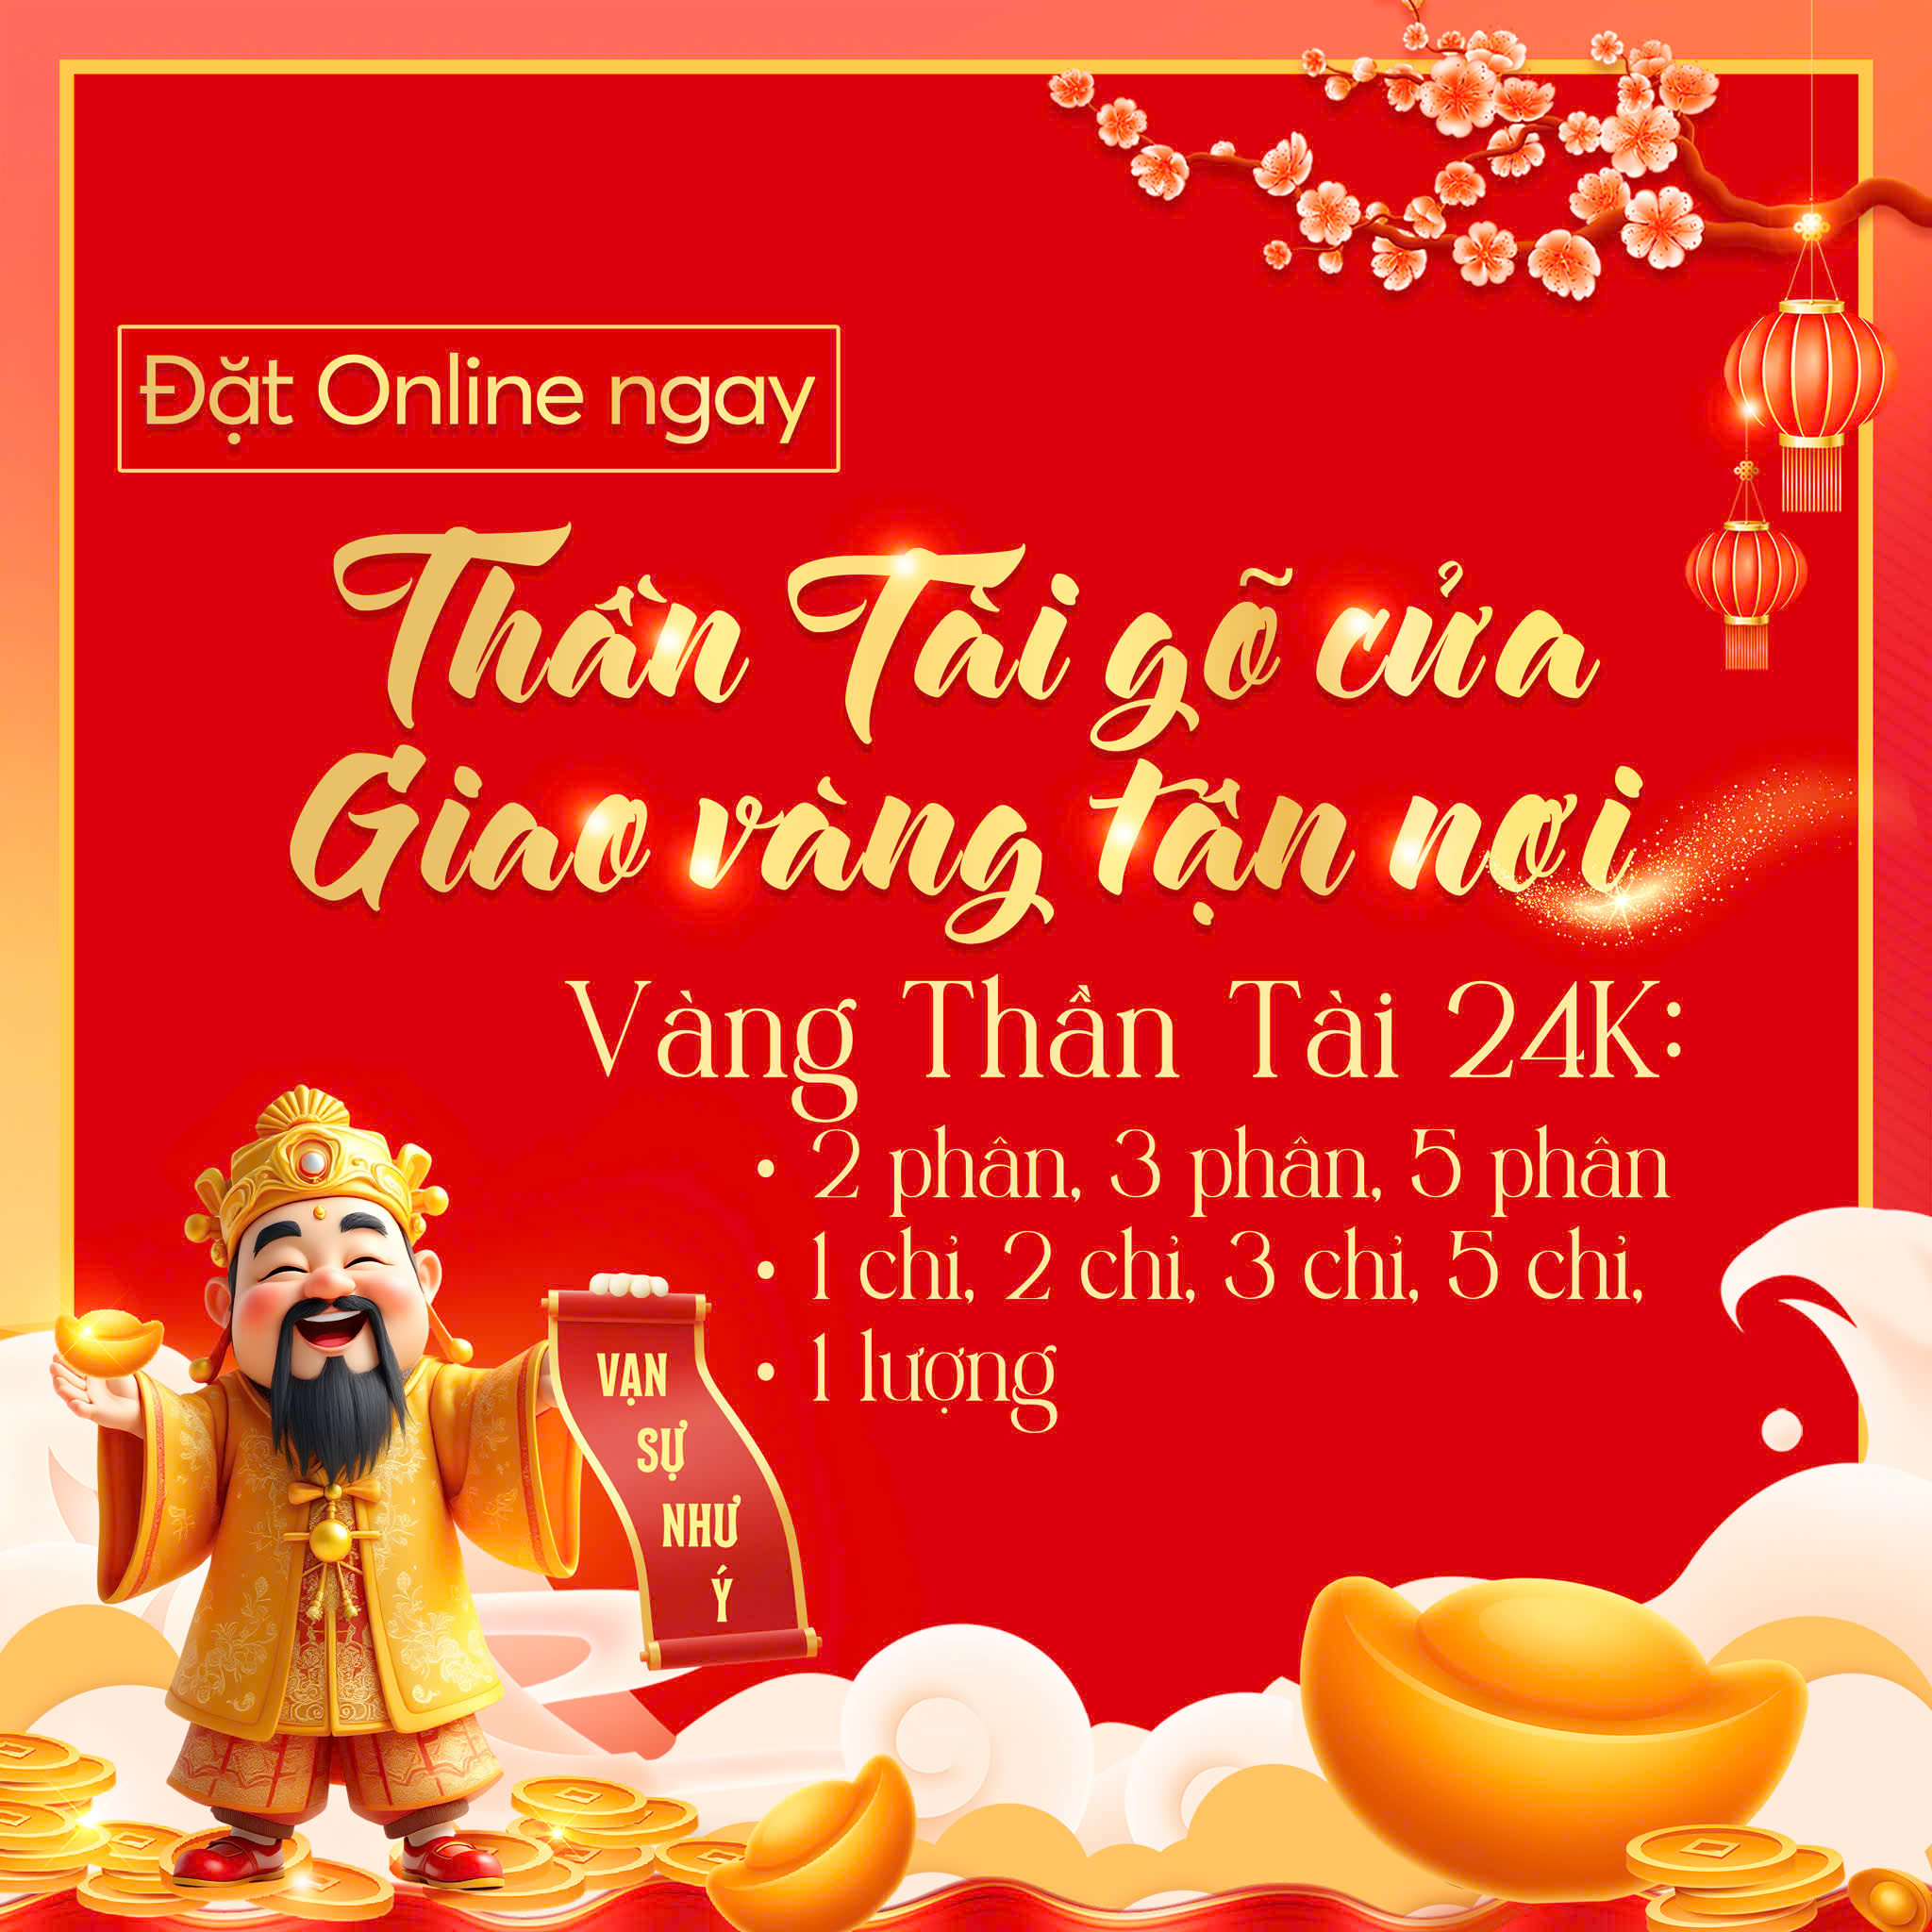 Đặt Online ngay
Thần Tài gõ cửa
Giao vàng tận nơi
Vàng Thần Tài 24K:
• 2 phân, 3 phân, 5 phân
• 1 chỉ, 2 chỉ, 3 chỉ, 5 chỉ,
• 1 lượng
VẠN
SỰ
NHƯ
Ý